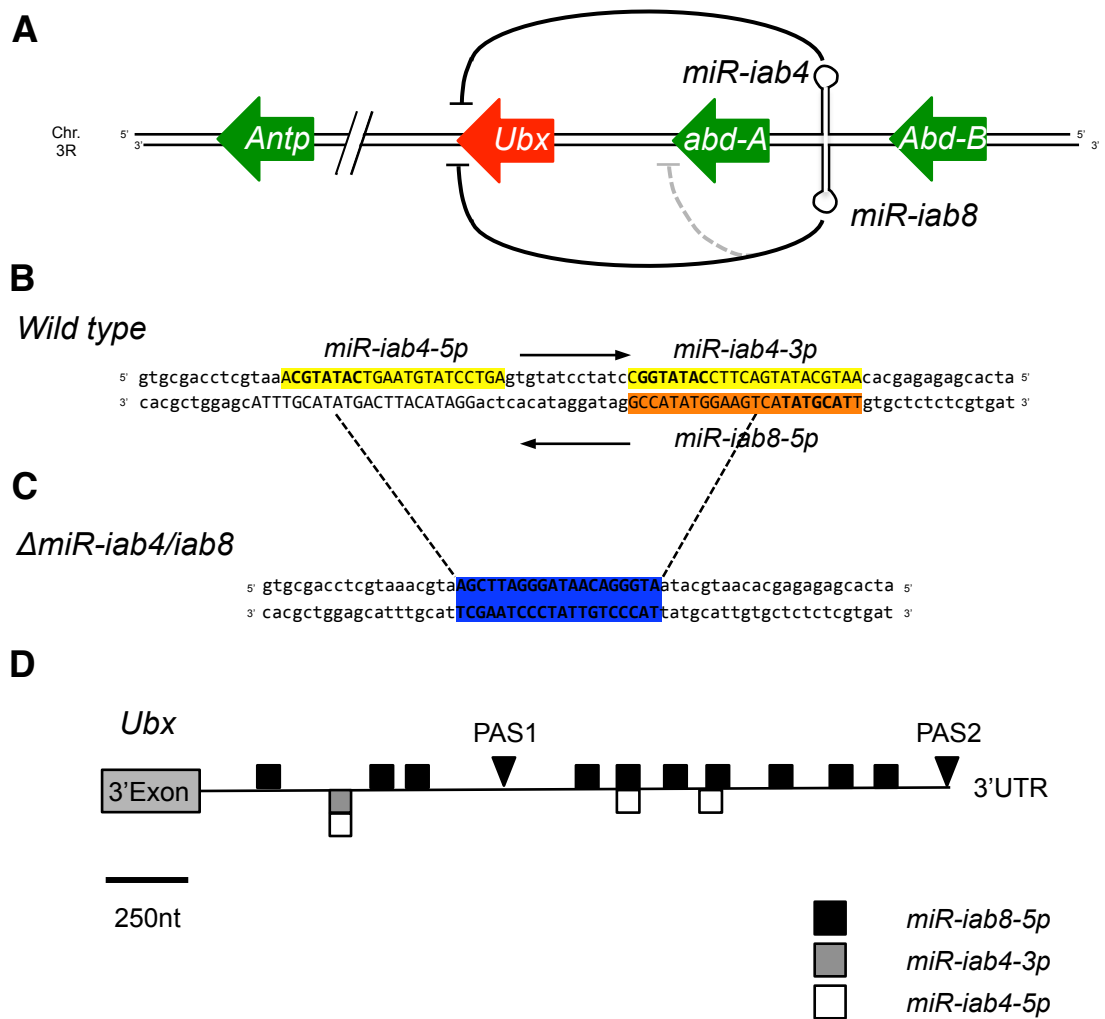 A
miR-iab4
Chr.
3R
5'
3'
Antp
Ubx
abd-A
Abd-B
5'
3'
miR-iab8
B
Wild type
miR-iab4-5p
miR-iab4-3p
5' gtgcgacctcgtaaACGTATACTGAATGTATCCTGAgtgtatcctatcCGGTATACCTTCAGTATACGTAAcacgagagagcacta 5'
3' cacgctggagcATTTGCATATGACTTACATAGGactcacataggatagGCCATATGGAAGTCATATGCATTgtgctctctcgtgat 3'
miR-iab8-5p
C
ΔmiR-iab4/iab8
5' gtgcgacctcgtaaacgtaAGCTTAGGGATAACAGGGTAatacgtaacacgagagagcacta 5'
3' cacgctggagcatttgcatTCGAATCCCTATTGTCCCATtatgcattgtgctctctcgtgat 3'
D
Ubx
PAS1
PAS2
3'Exon
3'UTR
250nt
miR-iab8-5p
miR-iab4-3p
miR-iab4-5p